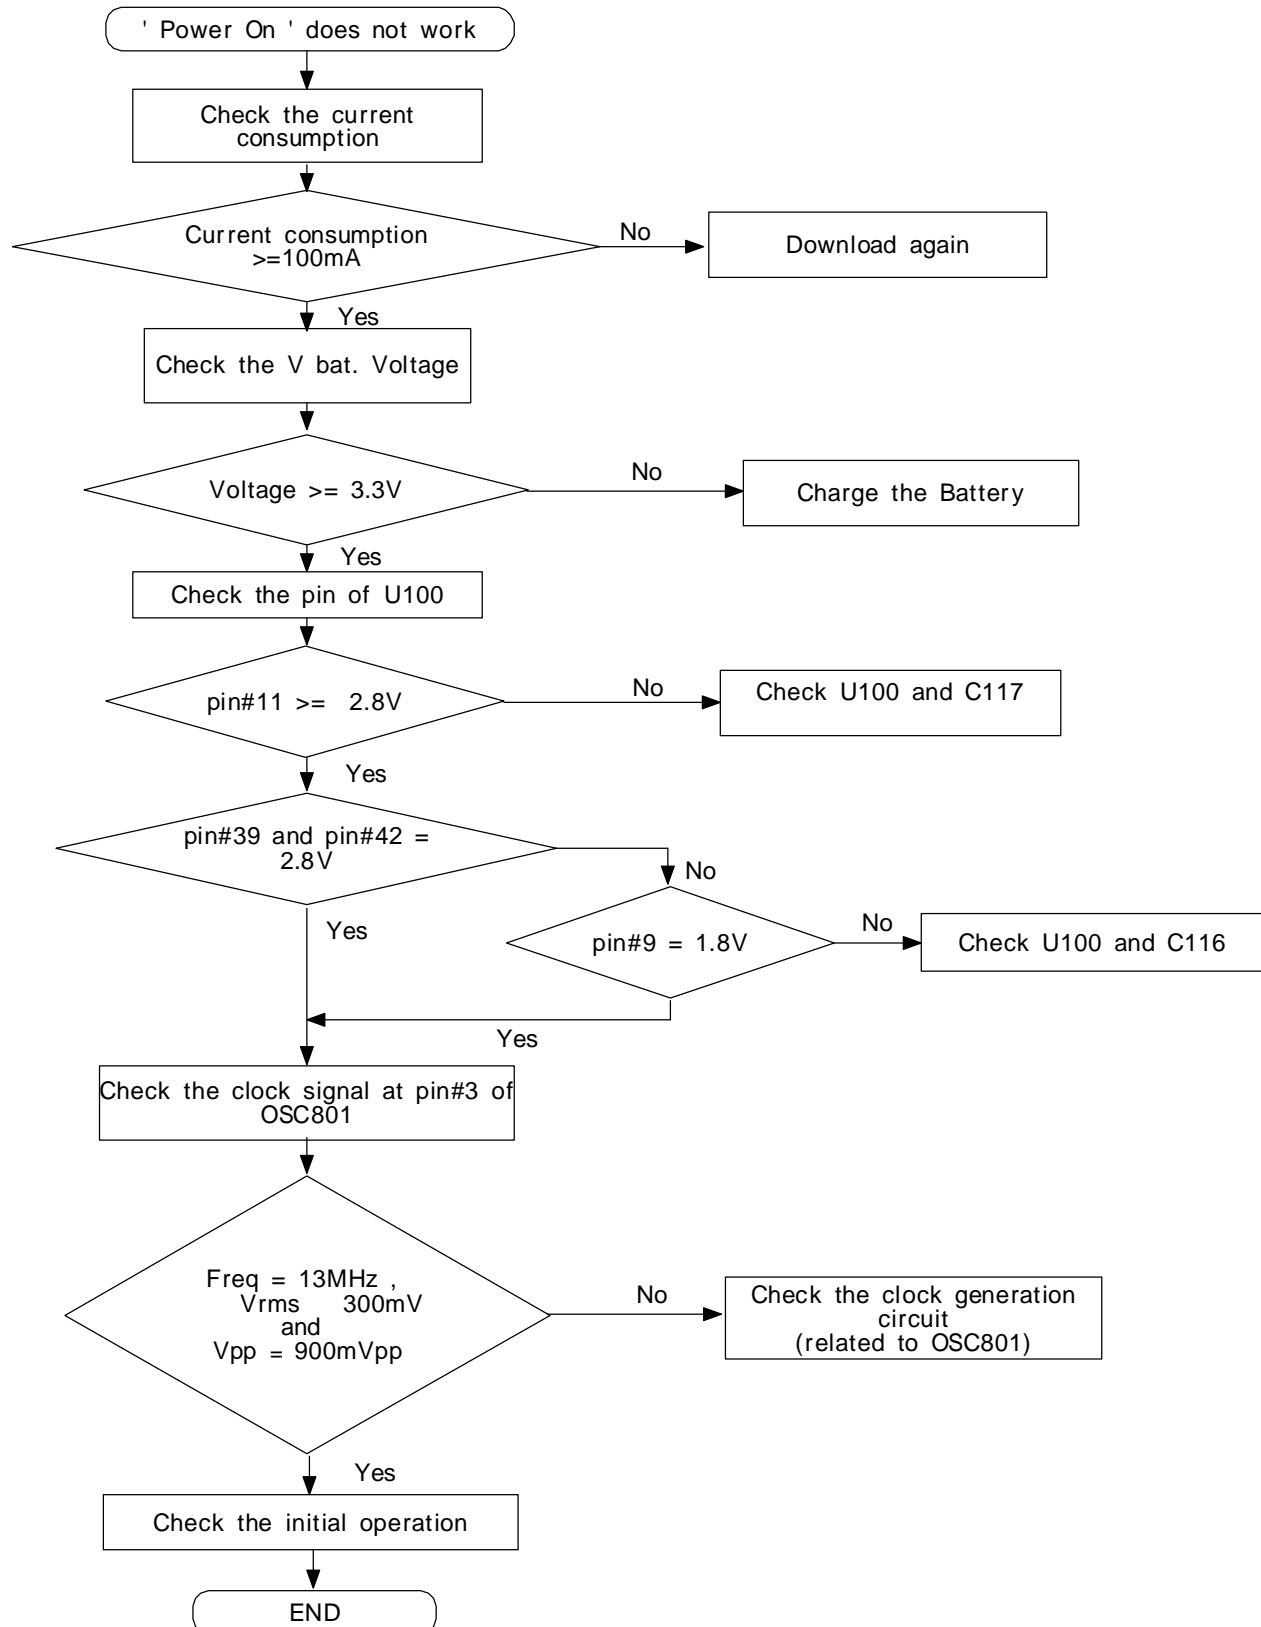 ' Power On ' does not work
Check the current
consumption
Current consumption
>=100mA
No
Download again
Yes
Check the V bat. Voltage
Voltage >= 3.3V
No
Charge the Battery
Yes
Check the pin of U100
pin#11 >= 2.8V
No
Check U100 and C117
Yes
pin#39 and pin#42 =
2.8V
No
Yes
pin#9 = 1.8V
No
Check U100 and C116
Yes
Check the clock signal at pin#3 of
OSC801
Freq = 13MHz ,
Vrms 300mV
and
Vpp = 900mVpp
No
Check the clock generation
circuit
(related to OSC801)
Yes
Check the initial operation
END